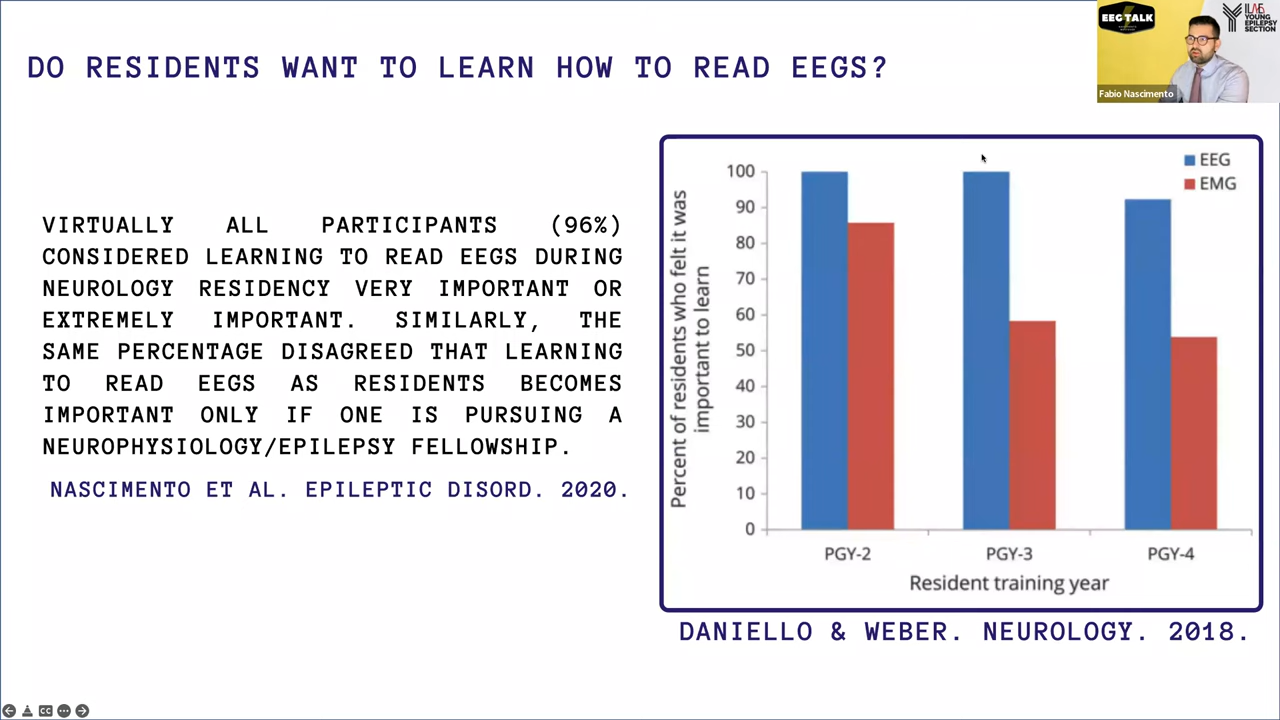 DO RESIDENTS WANT TO LEARN HOW TO READ EEGS?
EEG TALK
ILAE
YOUNG
EPILEPSY
SECTION
Fabio Nascimento
VIRTUALLY ALL PARTICIPANTS (96%)
CONSIDERED LEARNING TO READ EEGS DURING
NEUROLOGY RESIDENCY VERY IMPORTANT OR
EXTREMELY IMPORTANT. SIMILARLY, THE
SAME PERCENTAGE DISAGREED THAT LEARNING
TO READ EEGS AS RESIDENTS BECOMES
IMPORTANT ONLY IF ONE IS PURSUING A
NEUROPHYSIOLOGY/EPILEPSY FELLOWSHIP.
NASCIMENTO ET AL. EPILEPTIC DISORD. 2020.
EEG
EMG
Percent of residents who felt it was
important to learn
100
90
80
70
60
50
40
30
20
10
0
PGY-2 PGY-3 PGY-4
Resident training year
DANIELLO & WEBER. NEUROLOGY. 2018.
CC